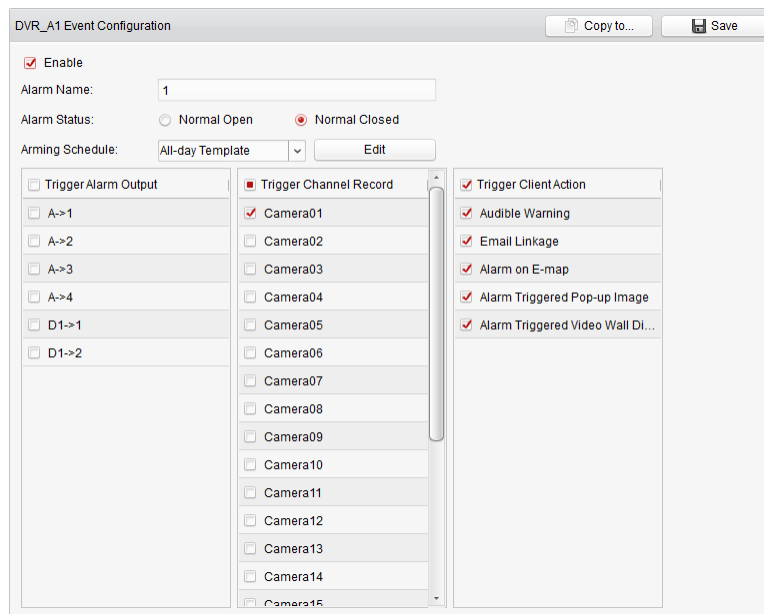 DVR_A1 Event Configuration
Copy to...
Save
Enable
Alarm Name:
1
Alarm Status:
Normal Open
Normal Closed
Arming Schedule:
All-day Template
Edit
Trigger Alarm Output
A->1
A->2
A->3
A->4
D1->1
D1->2
Trigger Channel Record
Camera01
Camera02
Camera03
Camera04
Camera05
Camera06
Camera07
Camera08
Camera09
Camera10
Camera11
Camera12
Camera13
Camera14
Camera15
Trigger Client Action
Audible Warning
Email Linkage
Alarm on E-map
Alarm Triggered Pop-up Image
Alarm Triggered Video Wall Di...